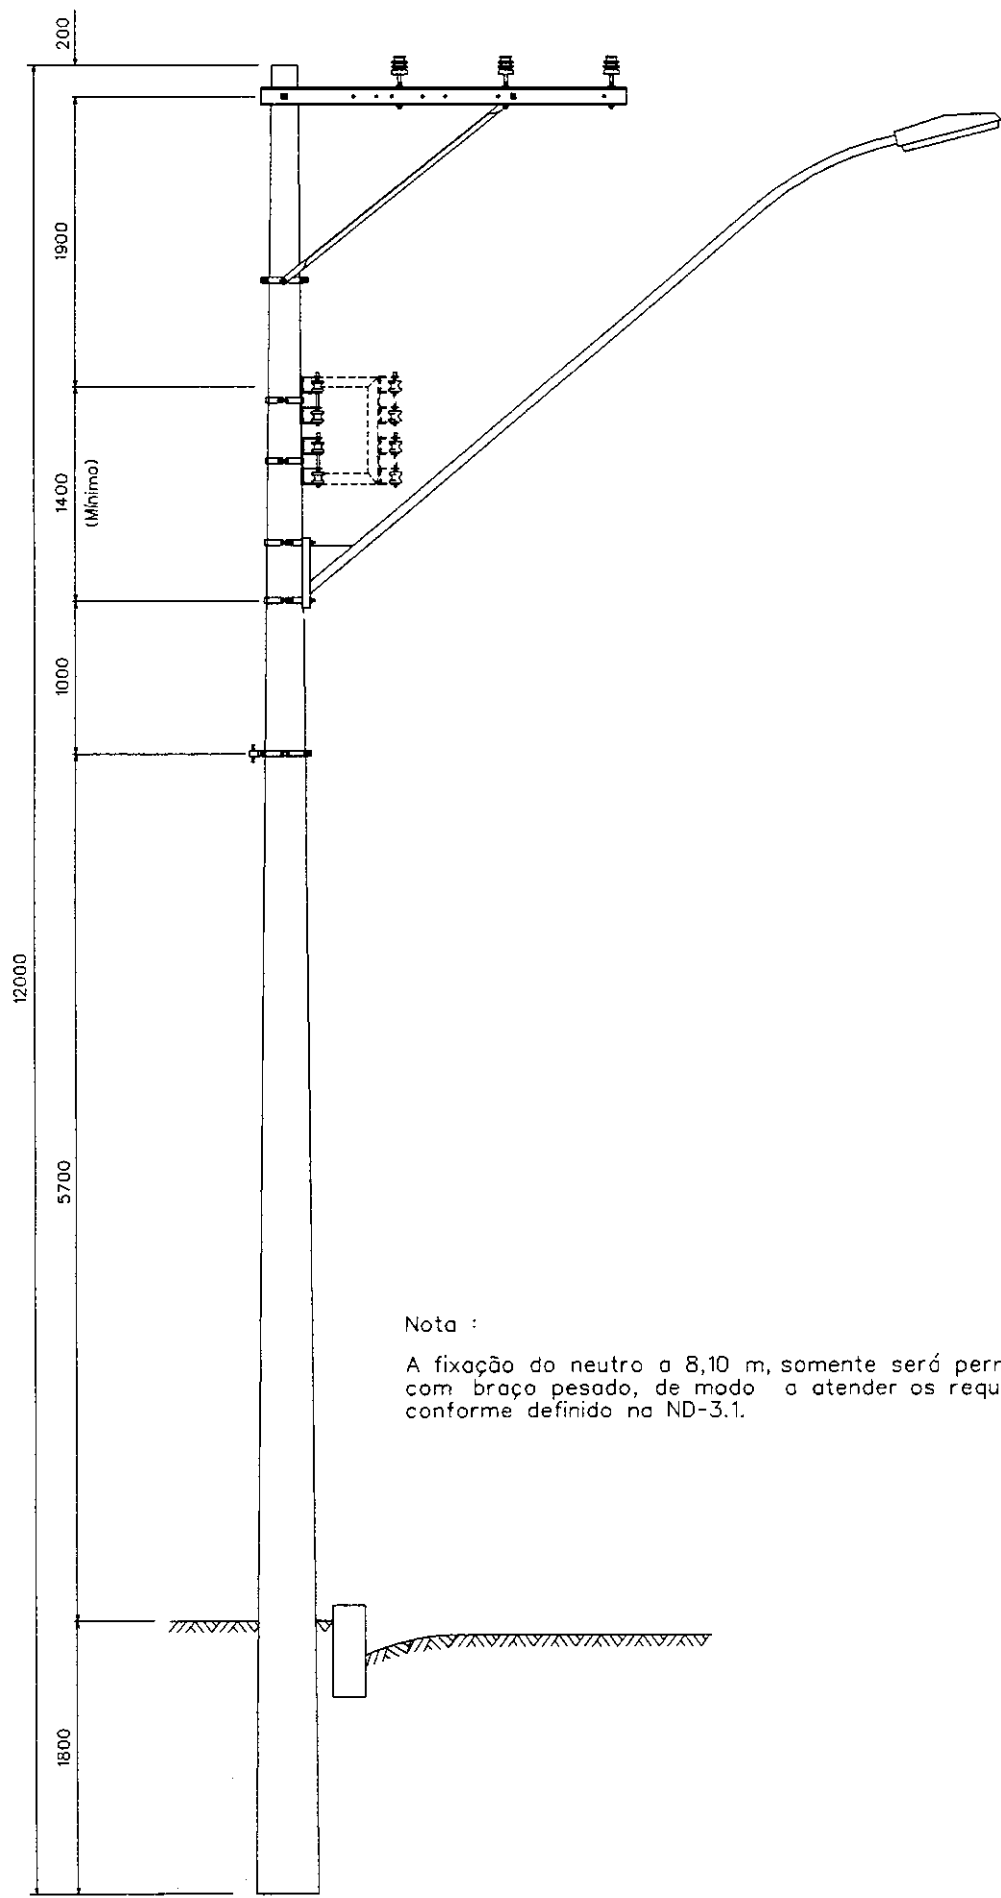 200
1900
1400
(Mínimo)
1000
12000
5700
1800
Nota :
A fixação do neutro a 8,10 m, somente será
com braço pesado, de modo a atender os
conforme definido na ND-3.1.